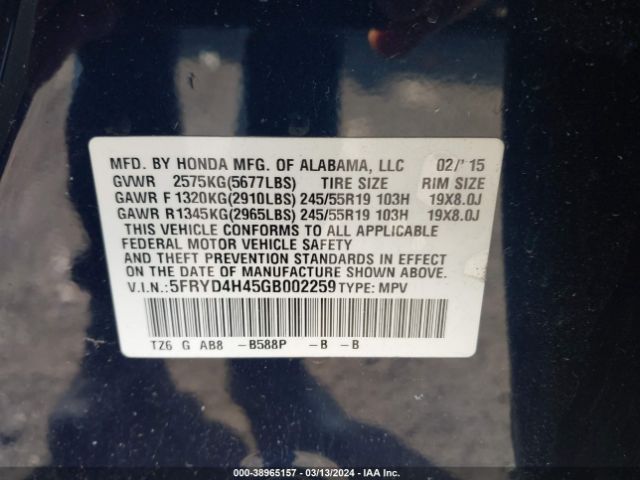 MFD. BY HONDA MFG. OF ALABAMA, LLC 02/'15
GVWR 2575KG(5677LBS) TIRE SIZE RIM SIZE
GAWR F 1320KG(2910LBS) 245/55R19 103H 19X8.0J
GAWR R1345KG(2965LBS) 245/55R19 103H 19X8.0J
THIS VEHICLE CONFORMS TO ALL APPLICABLE
FEDERAL MOTOR VEHICLE SAFETY
AND THEFT PREVENTION STANDARDS IN EFFECT
ON THE DATE OF MANUFACTURE SHOWN ABOVE.
V.I.N.:5FRYD4H45GB002259 TYPE: MPV
TZ6 G AB8 -B588P -B -B
000-38965157 - 03/13/2024 - IAA Inc.